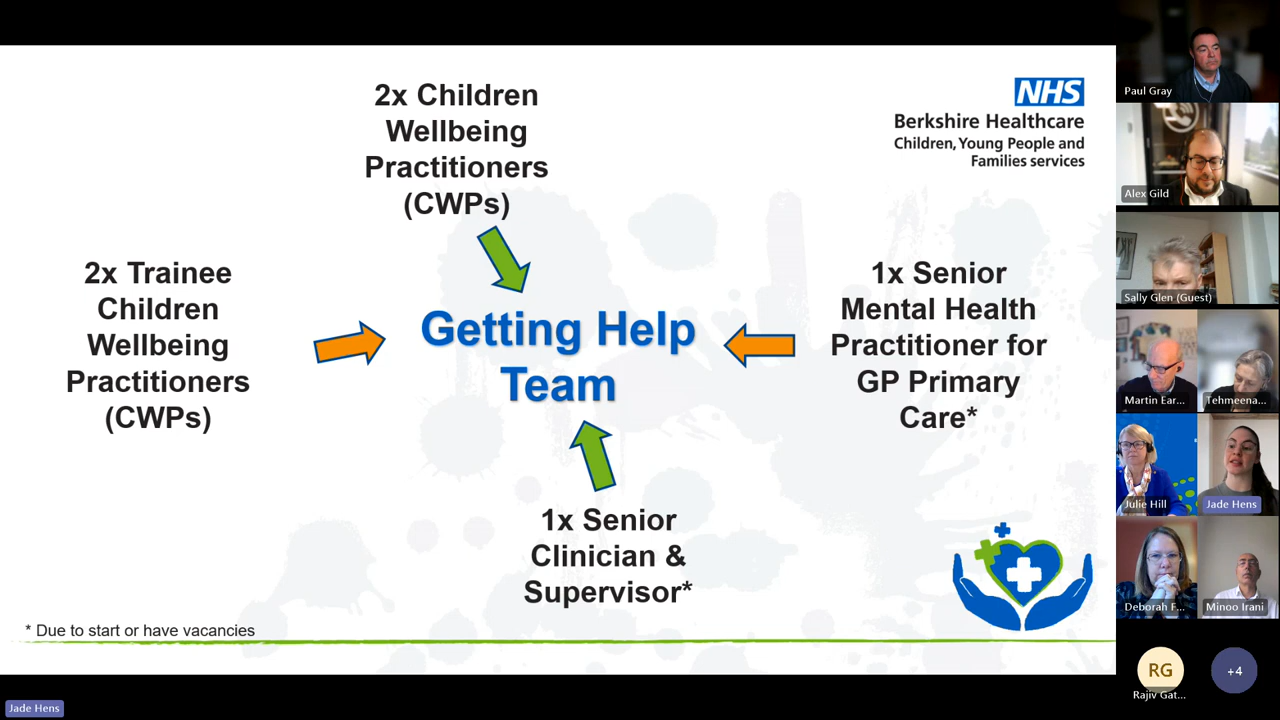 2x Children
Wellbeing
Practitioners
(CWPs)
NHS
Berkshire Healthcare
Children, Young People and
Families services
2x Trainee
Children
Wellbeing
Practitioners
(CWPs)
Getting Help
Team
1x Senior
Mental Health
Practitioner for
GP Primary
Care*
1x Senior
Clinician &
Supervisor*
* Due to start or have vacancies
Jade Hens
Paul Gray
Alex Gild
Sally Glen (Guest)
Martin Ear...
Tehmeena...
Julie Hill
Jade Hens
Deborah F...
Minoo Irani
RG
Rajiv Gat...
+4